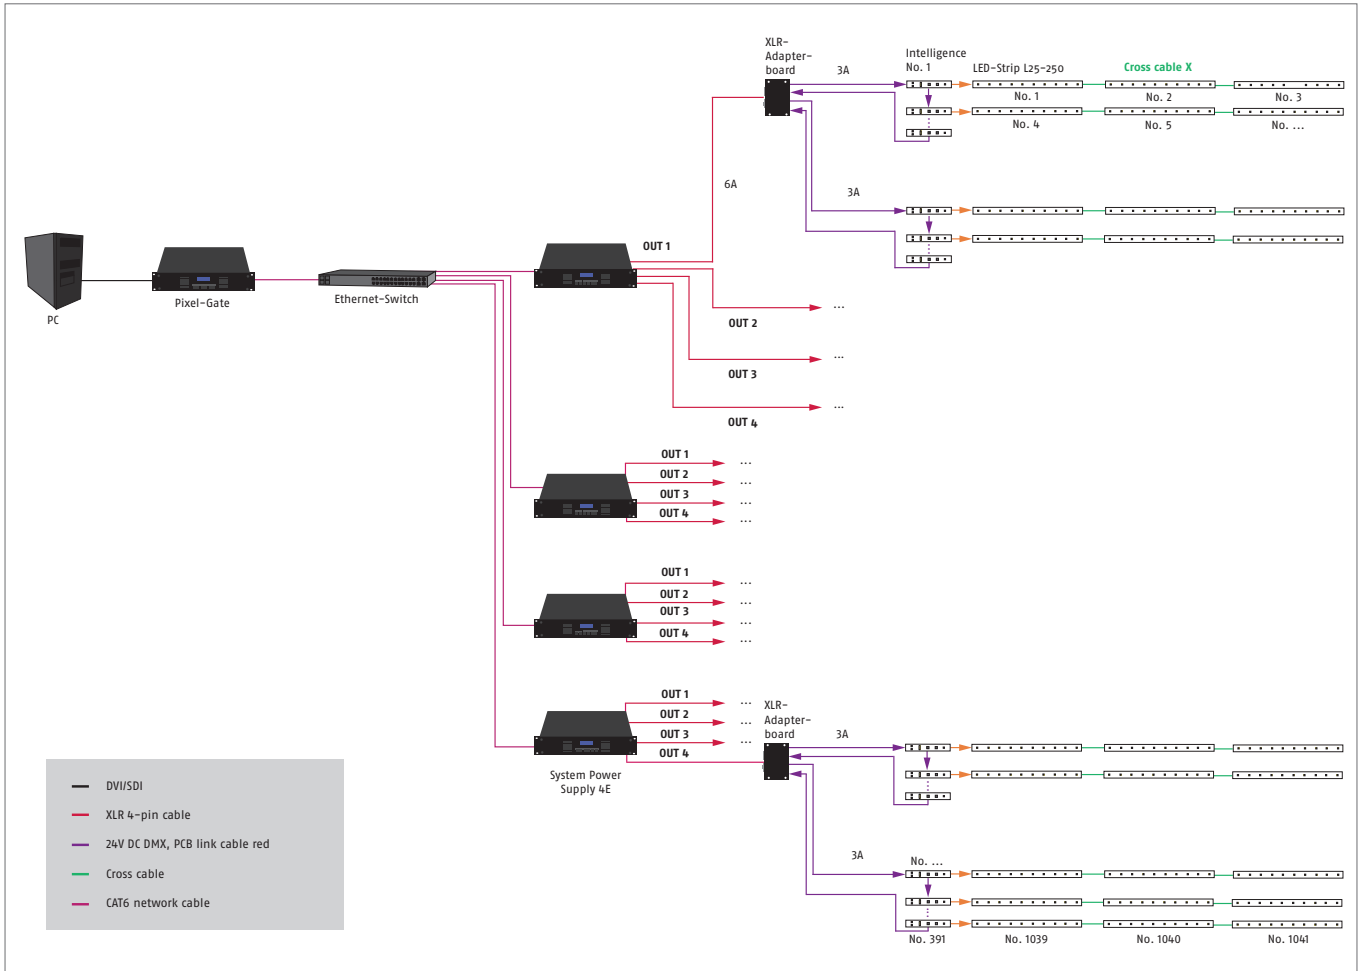 XLR-
Adapter-
board
3A
Intelligence
No. 1
LED-Strip L25-250
Cross cable X
No. 1
No. 2
No. 3
No. 4
No. 5
No. ...
6A
3A
OUT 1
PC
Pixel-Gate
Ethernet-Switch
...
OUT 2
...
OUT 3
...
OUT 4
OUT 1
...
OUT 2
...
OUT 3
...
OUT 4
...
OUT 1
...
OUT 2
...
OUT 3
...
OUT 4
...
OUT 1
...
OUT 2
...
OUT 3
...
OUT 4
System Power
Supply 4E
XLR-
Adapter-
board
3A
3A
No. ...
No. 391
No. 1039
No. 1040
No. 1041
DVI/SDI
XLR 4-pin cable
24V DC DMX, PCB link cable red
Cross cable
CAT6 network cable